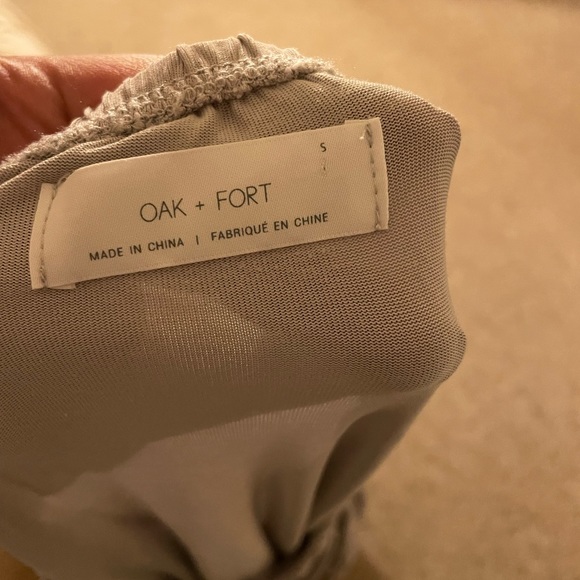 S
OAK + FORT
MADE IN CHINA | FABRIQUÉ EN CHINE